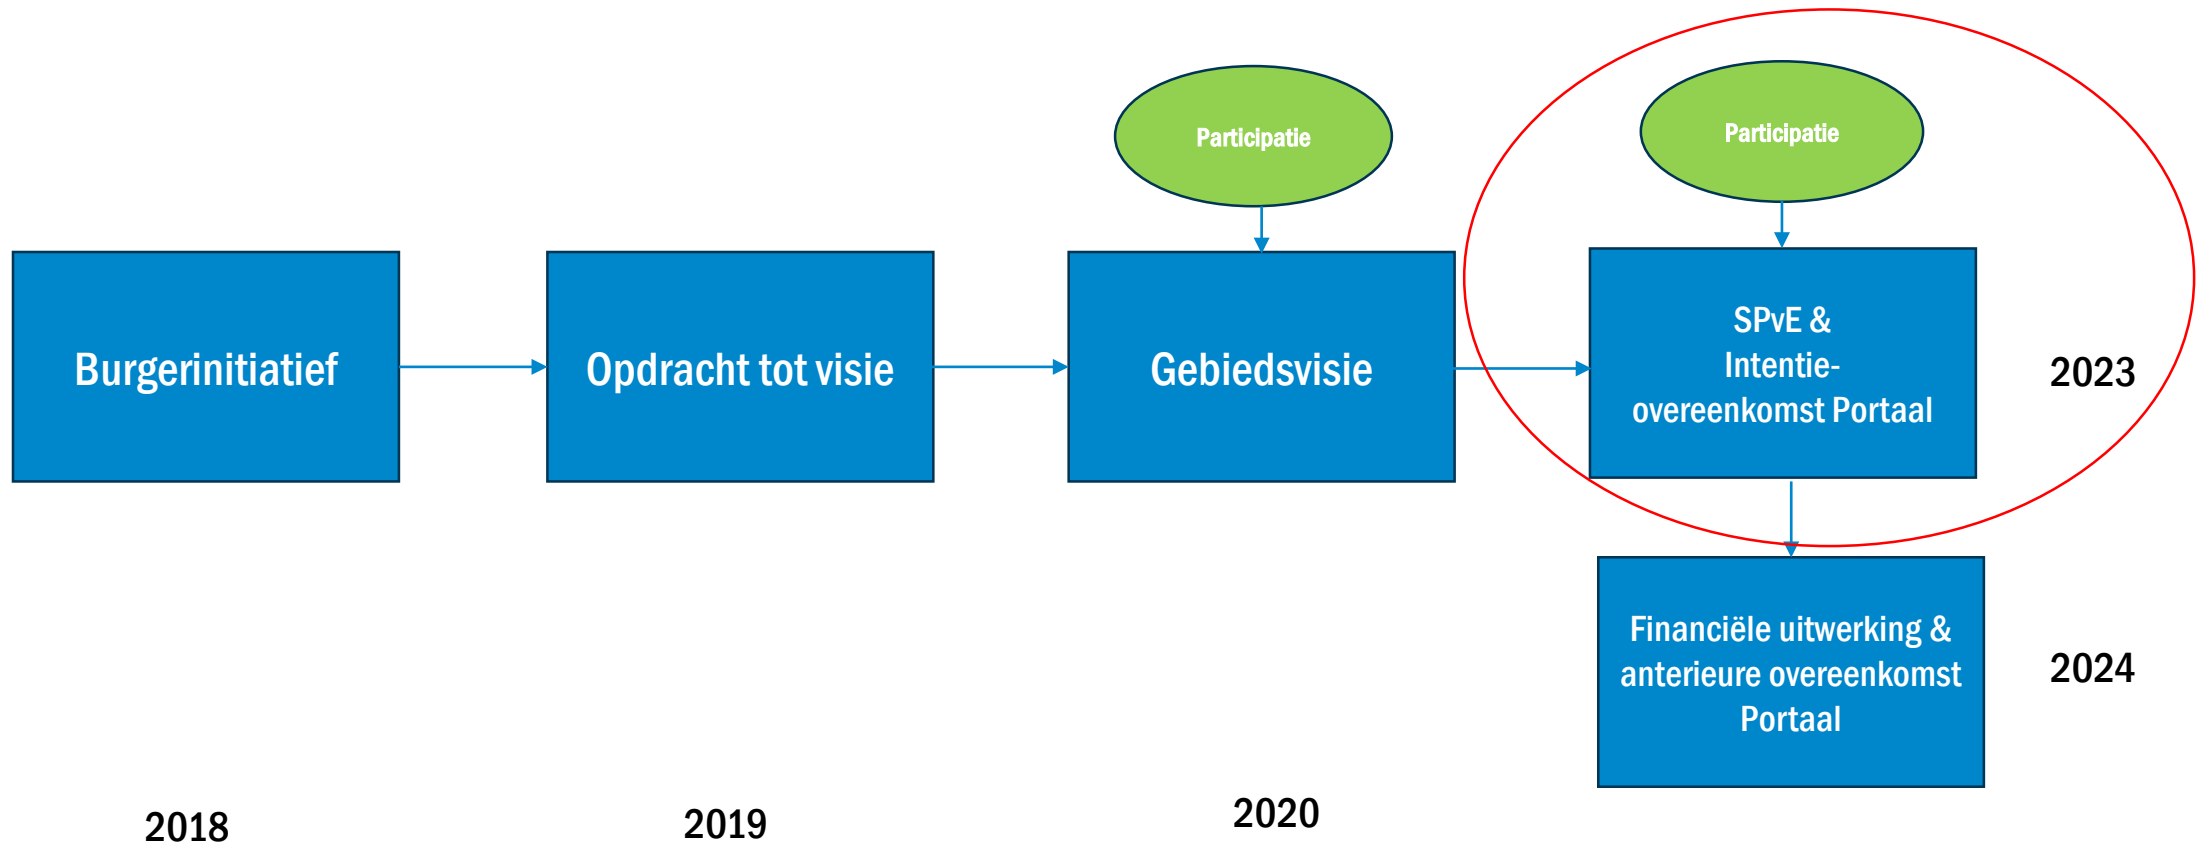 Participatie
Participatie
Burgerinitiatief
Opdracht tot visie
Gebiedsvisie
SPvE &
Intentie-
overeenkomst Portaal
2023
Financiële uitwerking &
anterieure overeenkomst
Portaal
2024
2018
2019
2020